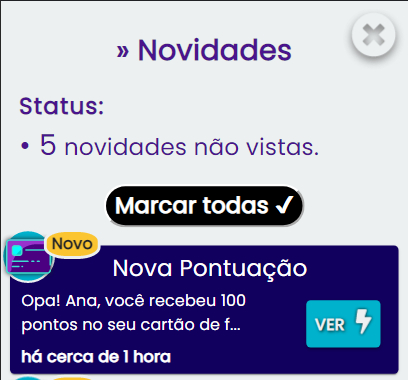 » Novidades
Status:
• 5 novidades não vistas.
Marcar todas ✓
Novo
Nova Pontuação
Opa! Ana, você recebeu 100
pontos no seu cartão de f...
VER
há cerca de 1 hora